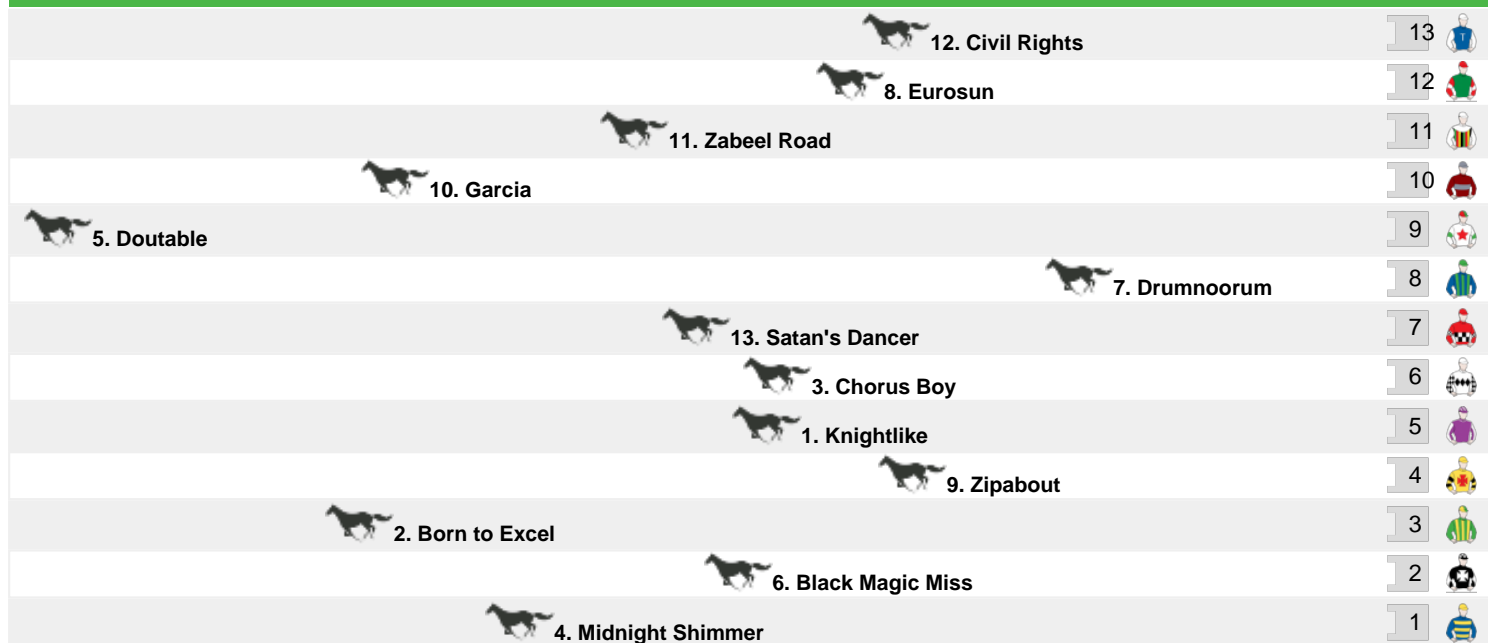 12. Civil Rights 13
8. Eurosun 12
11. Zabeel Road 11
10. Garcia 10
5. Doutable 9
7. Drumnoorum 8
13. Satan's Dancer 7
3. Chorus Boy 6
1. Knightlike 5
9. Zipabout 4
2. Born to Excel 3
6. Black Magic Miss 2
4. Midnight Shimmer 1